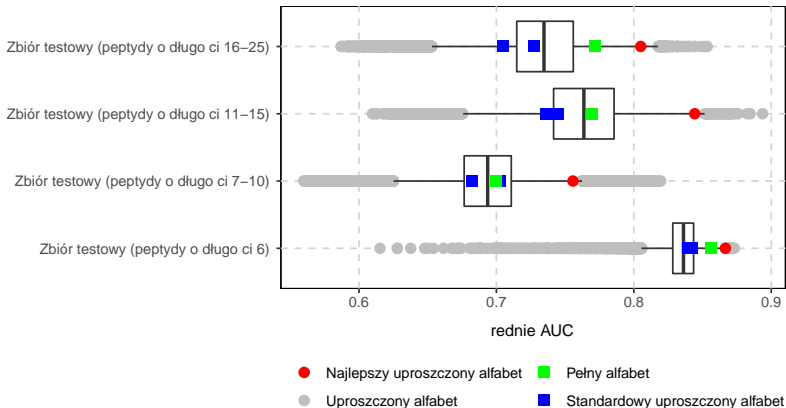 Zbiór testowy (peptydy o długo ci 16−25)
Zbiór testowy (peptydy o długo ci 11−15)
Zbiór testowy (peptydy o długo ci 7−10)
Zbiór testowy (peptydy o długo ci 6)
0.6 0.7 0.8 0.9
rednie AUC
Najlepszy uproszczony alfabet Pełny alfabet
Uproszczony alfabet Standardowy uproszczony alfabet